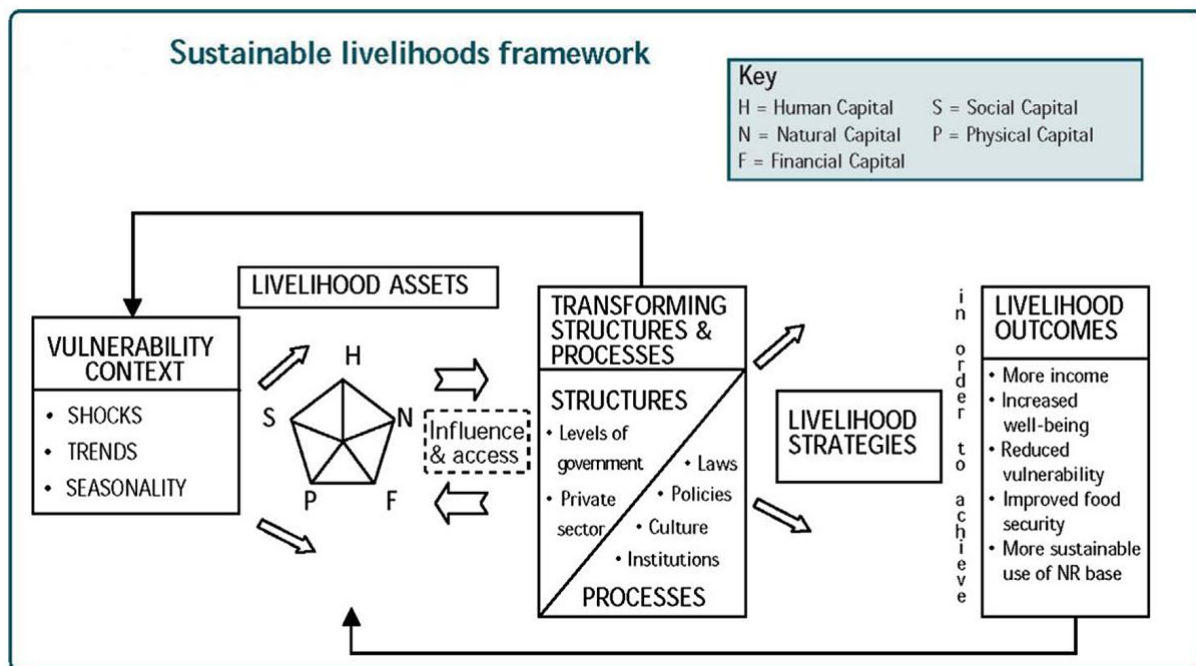 Sustainable livelihoods framework
Key
H = Human Capital
S = Social Capital
N = Natural Capital
P = Physical Capital
F = Financial Capital
LIVELIHOOD ASSETS
VULNERABILITY
CONTEXT
• SHOCKS
• TRENDS
• SEASONALITY
H
S
N
P
F
Influence
& access
TRANSFORMING
STRUCTURES &
PROCESSES
STRUCTURES
• Levels of
government
• Private
sector
• Laws
• Policies
• Culture
• Institutions
PROCESSES
LIVELIHOOD
STRATEGIES
in order to achieve
LIVELIHOOD
OUTCOMES
• More income
• Increased
well-being
• Reduced
vulnerability
• Improved food
security
• More sustainable
use of NR base